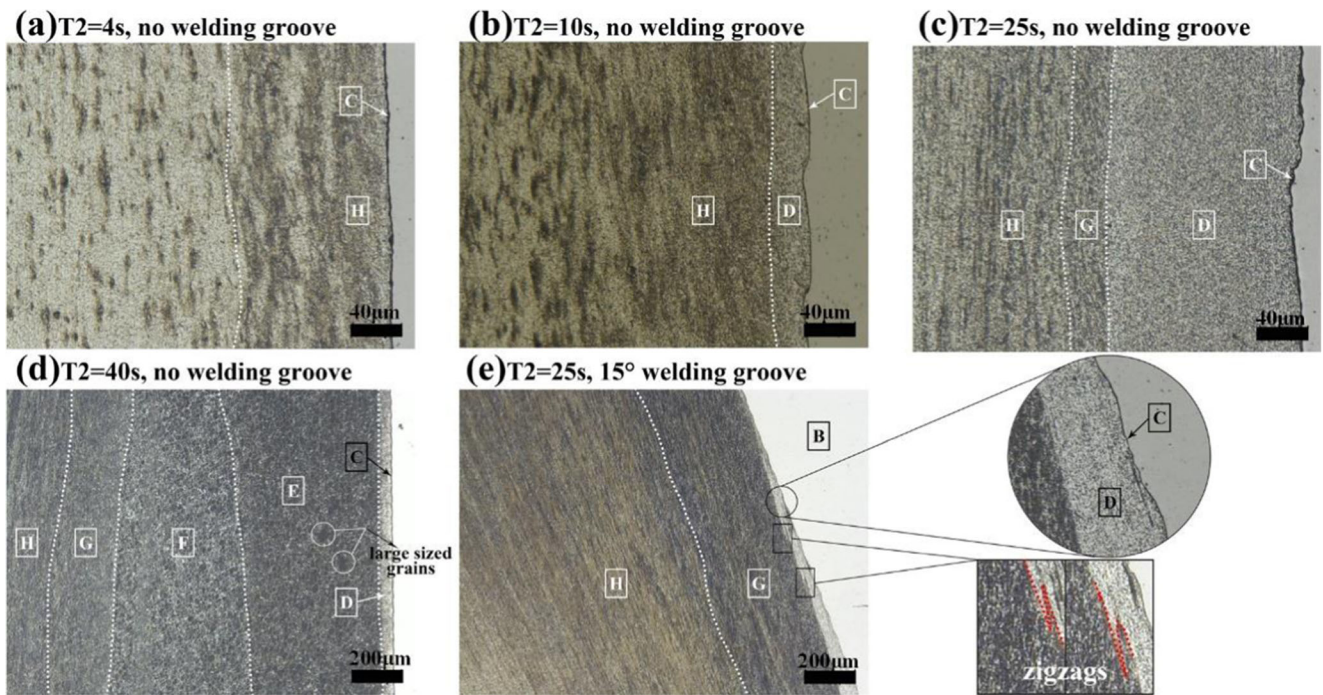 (a)T2=4s, no welding groove
C
H
40μm
(b)T2=10s, no welding groove
C
H
D
40μm
(c)T2=25s, no welding groove
C
H
G
D
40μm
(d)T2=40s, no welding groove
C
E
H
G
F
large sized
grains
D
200μm
(e)T2=25s, 15° welding groove
B
H
G
200μm
C
D
zigzags